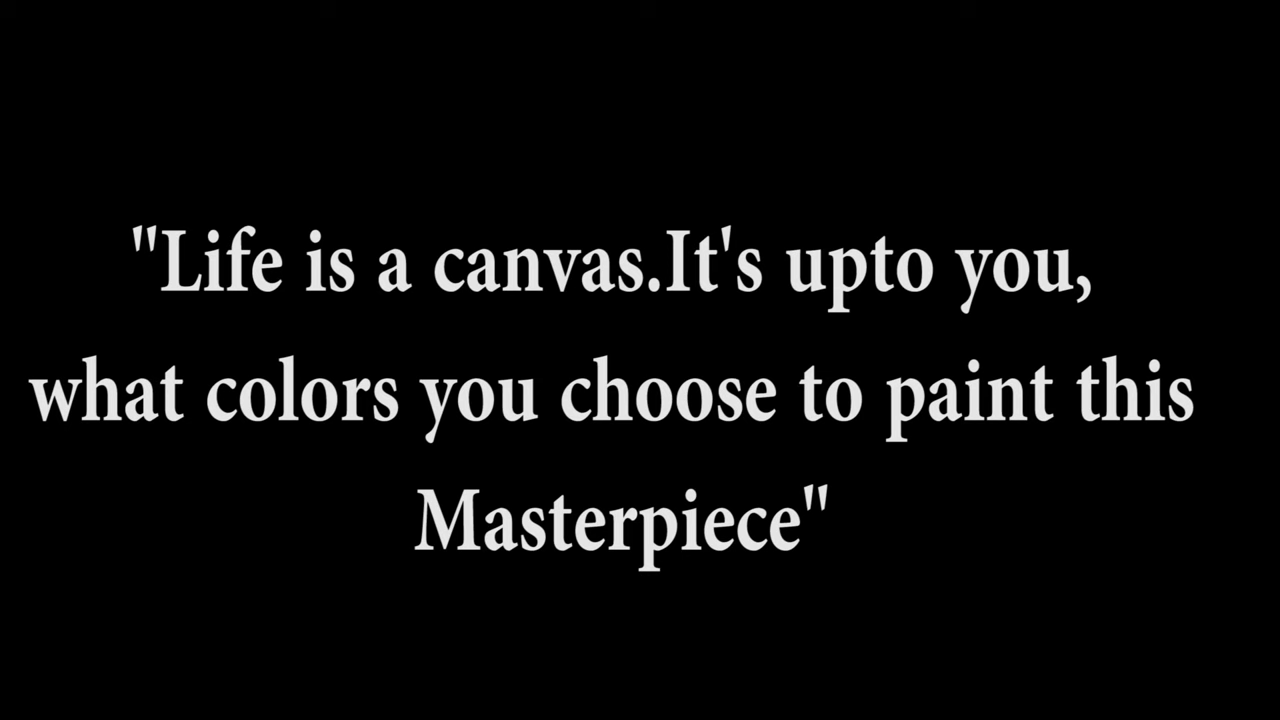 "Life is a canvas.It's upto you,
what colors you choose to paint this
Masterpiece"